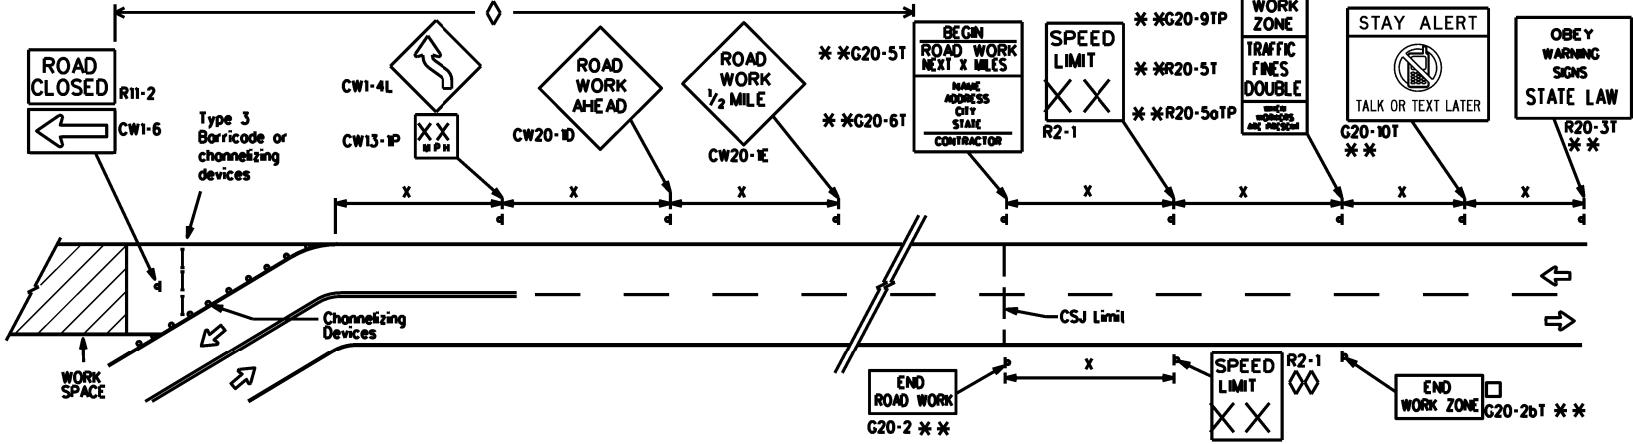 ROAD
CLOSED
R11-2
CW1-6
Type 3
Barricade or
channelizing
devices
CW1-4L
XX
MPH
CW13-1P
ROAD
WORK
AHEAD
CW20-1D
ROAD
WORK
1/2 MILE
CW20-1E
* *G20-5T
* *G20-6T
BEGIN
ROAD WORK
NEXT X MILES
NAME
ADDRESS
CITY
STATE
CONTRACTOR
SPEED
LIMIT
XX
R2-1
* *G20-9TP
* *R20-5T
* *R20-5aTP
WORK
ZONE
TRAFFIC
FINES
DOUBLE
WHEN
WORKERS
ARE PRESENT
STAY ALERT
TALK OR TEXT LATER
G20-10T
* *
OBEY
WARNING
SIGNS
STATE LAW
R20-3T
* *
X
X
X
X
X
X
X
Channelizing
Devices
WORK
SPACE
CSJ Limit
X
END
ROAD WORK
G20-2 * *
SPEED
LIMIT
XX
R2-1
END
WORK ZONE
G20-2bT * *